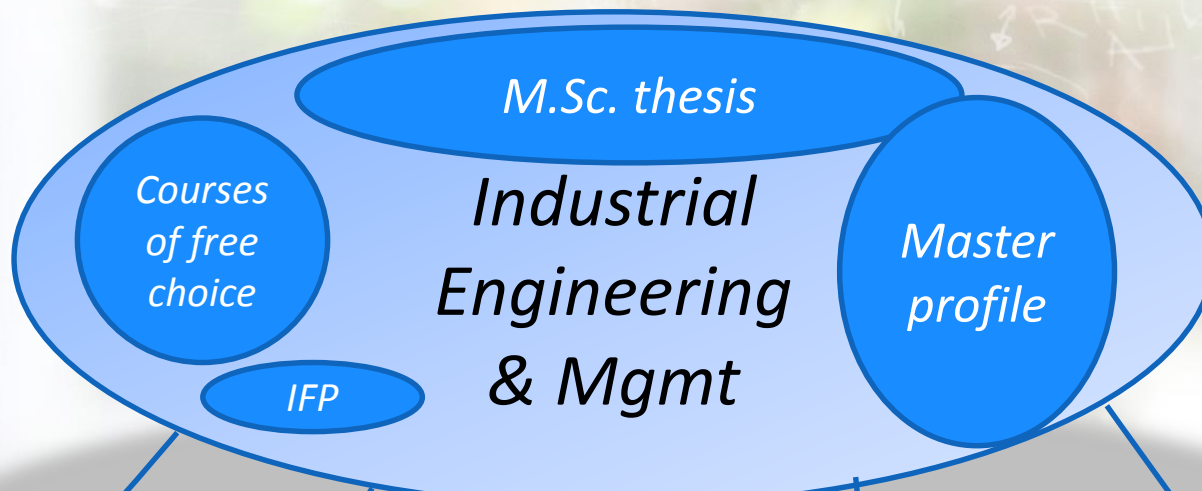 M.Sc. thesis
Courses
of free
choice
Industrial
Engineering
& Mgmt
Master
profile
IFP